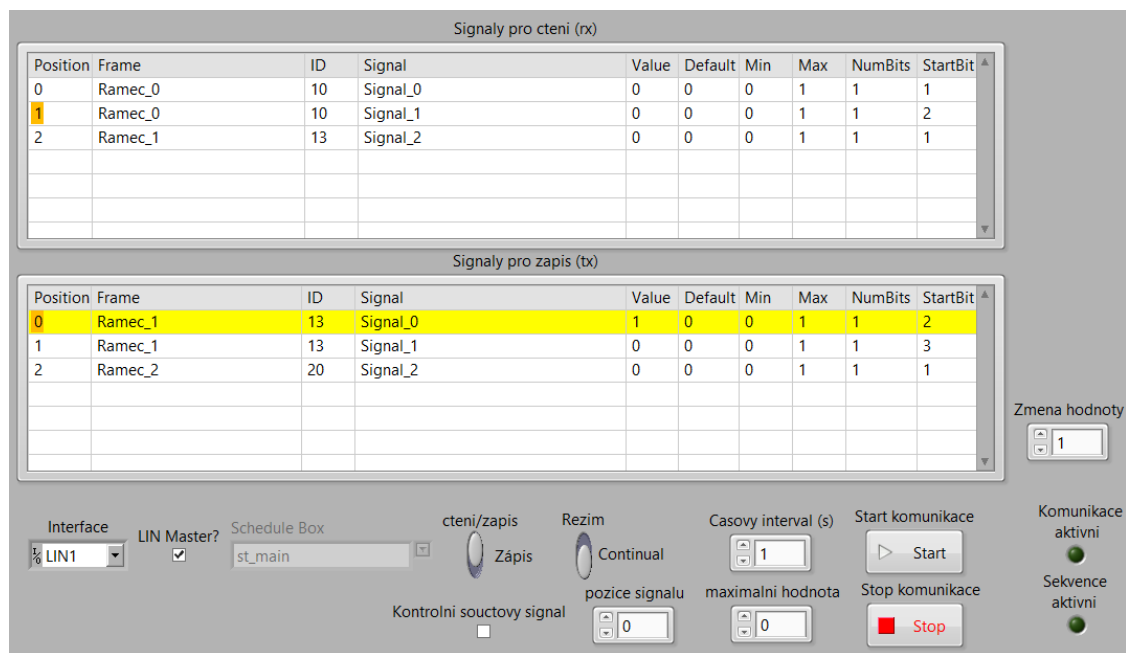 Signaly pro cteni (rx)
Position Frame ID Signal Value Default Min Max NumBits StartBit
0 Ramec_0 10 Signal_0 0 0 0 1 1 1
1 Ramec_0 10 Signal_1 0 0 0 1 1 2
2 Ramec_1 13 Signal_2 0 0 0 1 1 1
Signaly pro zapis (tx)
Position Frame ID Signal Value Default Min Max NumBits StartBit
0 Ramec_1 13 Signal_0 1 0 0 1 1 2
1 Ramec_1 13 Signal_1 0 0 0 1 1 3
2 Ramec_2 20 Signal_2 0 0 0 1 1 1
Zmena hodnoty
1
Interface
LIN1
LIN Master?
Schedule Box
st_main
cteni/zapis
Zápis
Rezim
Continual
Casovy interval (s)
1
Start komunikace
Start
Komunikace
aktivni
Kontrolni souctovy signal
pozice signalu
0
maximalni hodnota
0
Stop komunikace
Stop
Sekvence
aktivni